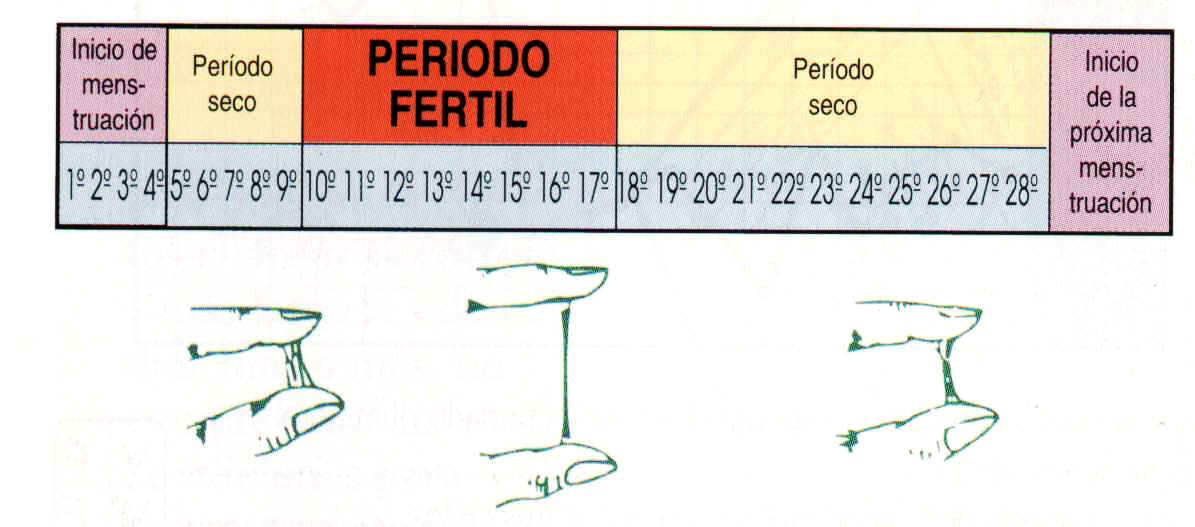 Inicio de
mens-
truación
Período
seco
PERIODO
FERTIL
Período
seco
Inicio
de la
próxima
mens-
truación
1º 2º 3º 4º 5º 6º 7º 8º 9º 10º 11º 12º 13º 14º 15º 16º 17º 18º 19º 20º 21º 22º 23º 24º 25º 26º 27º 28º